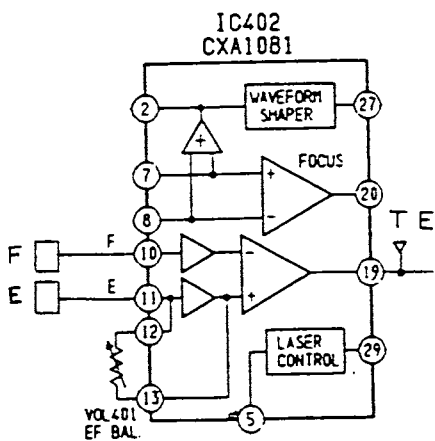 IC402
CXA1081
2
WAVEFORM
SHAPER
27
+
7
+
FOCUS
8
-
20
T E
F
F
10
-
19
E
E
11
+
12
LASER
CONTROL
29
13
VOL401
EF BAL.
5